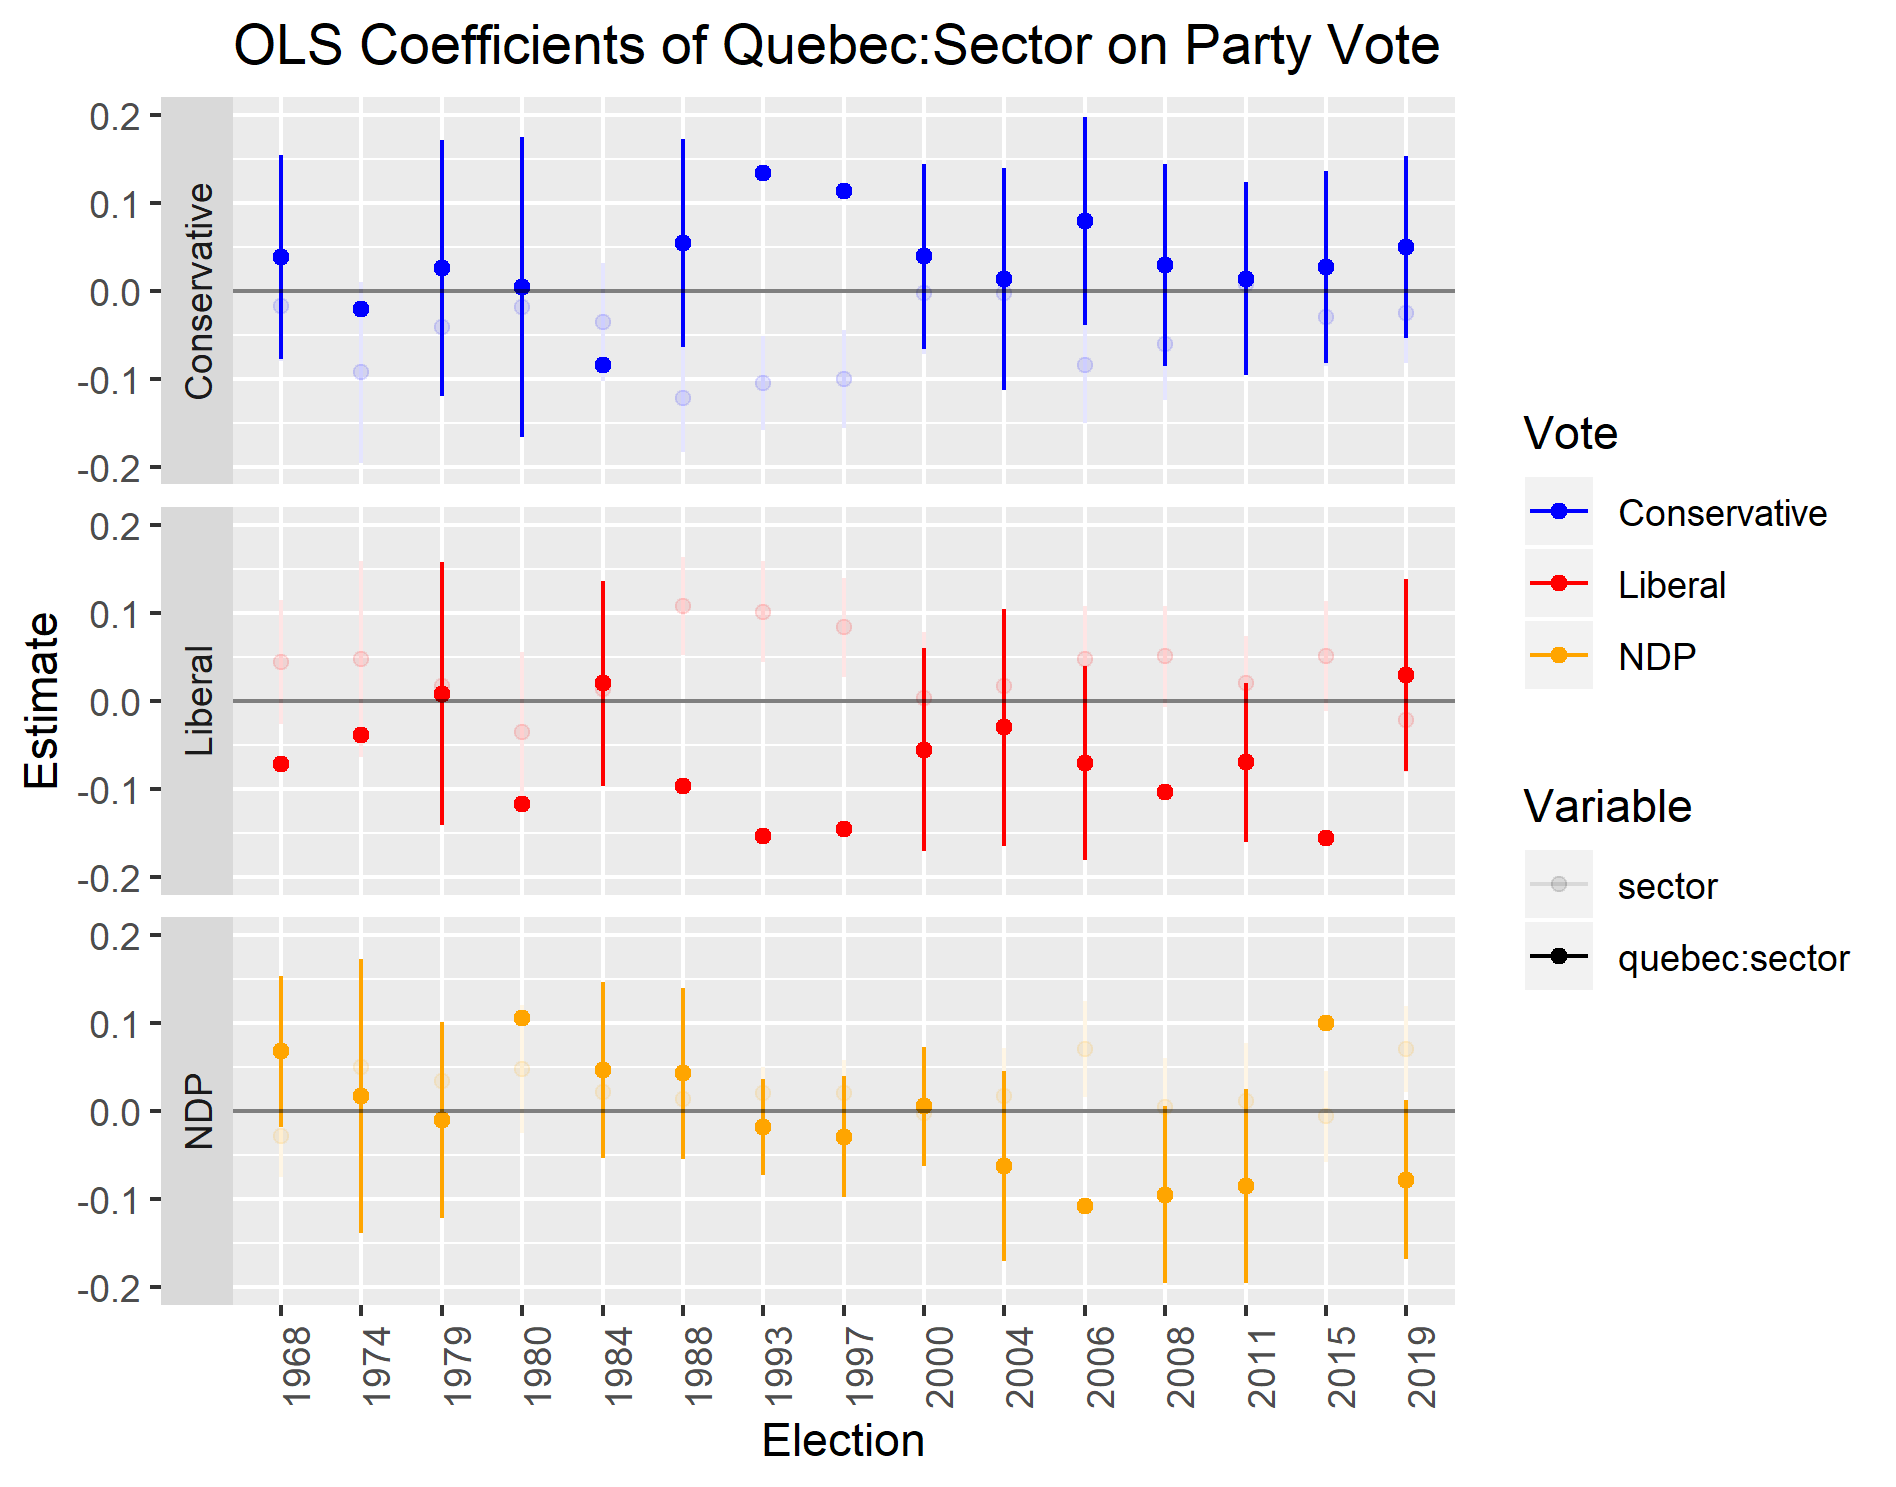 OLS Coefficients of Quebec:Sector on Party Vote
Estimate
Conservative
0.2
0.1
0.0
-0.1
-0.2
Liberal
0.2
0.1
0.0
-0.1
-0.2
NDP
0.2
0.1
0.0
-0.1
-0.2
1968
1974
1979
1980
1984
1988
1993
1997
2000
2004
2006
2008
2011
2015
2019
Election
Vote
Conservative
Liberal
NDP
Variable
sector
quebec:sector